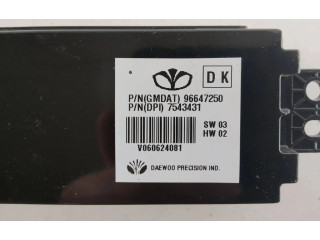 DK
P/N(GMDAT) 96647250
P/N(DPI) 7543431
SW 03
HW 02
V060624081
DAEWOO PRECISION IND.